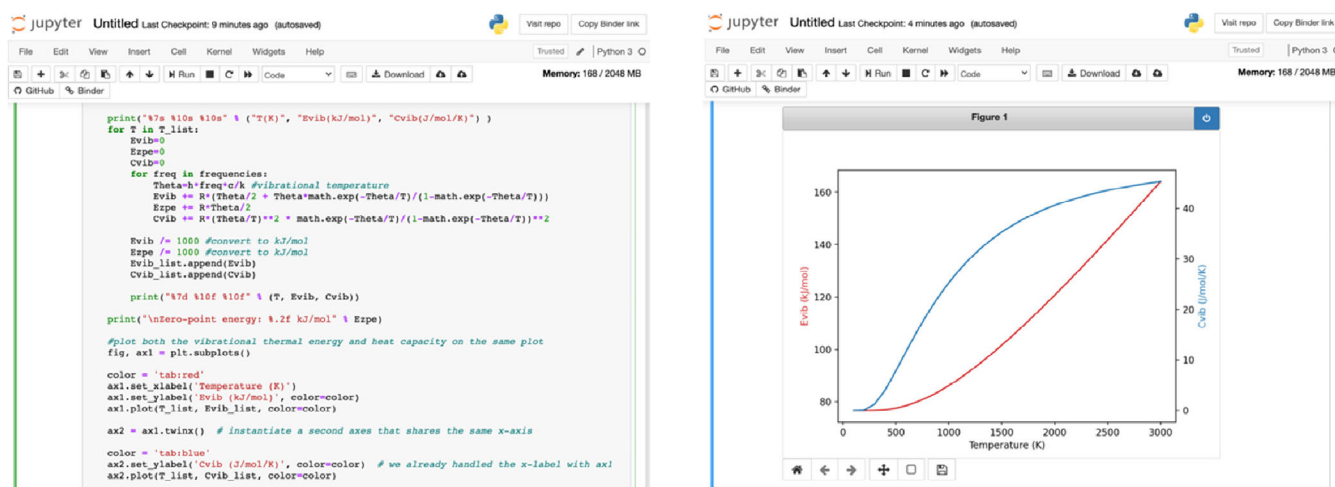 jupyter Untitled Last Checkpoint: 9 minutes ago (autosaved)
Visit repo Copy Binder link
File Edit View Insert Cell Kernel Widgets Help
Trusted Python 3
Run Code Download Memory: 168 / 2048 MB
GitHub Binder
print("%7s %10s %10s" % ("T(K)", "Evib(kJ/mol)", "Cvib(J/mol/K)") )
for T in T_list:
Evib=0
Ezpe=0
Cvib=0
for freq in frequencies:
Theta=h*freq*c/k #vibrational temperature
Evib += R*(Theta/2 + Theta*math.exp(-Theta/T)/(1-math.exp(-Theta/T)))
Ezpe += R*Theta/2
Cvib += R*(Theta/T)**2 * math.exp(-Theta/T)/(1-math.exp(-Theta/T))**2
Evib /= 1000 #convert to kJ/mol
Ezpe /= 1000 #convert to kJ/mol
Evib_list.append(Evib)
Cvib_list.append(Cvib)
print("%7d %10f %10f" % (T, Evib, Cvib))
print("\nZero-point energy: %.2f kJ/mol" % Ezpe)
#plot both the vibrational thermal energy and heat capacity on the same plot
fig, ax1 = plt.subplots()
color = 'tab:red'
ax1.set_xlabel('Temperature (K)')
ax1.set_ylabel('Evib (kJ/mol)', color=color)
ax1.plot(T_list, Evib_list, color=color)
ax2 = ax1.twinx() # instantiate a second axes that shares the same x-axis
color = 'tab:blue'
ax2.set_ylabel('Cvib (J/mol/K)', color=color) # we already handled the x-label with ax1
ax2.plot(T_list, Cvib_list, color=color)
jupyter Untitled Last Checkpoint: 4 minutes ago (autosaved)
Visit repo Copy Binder link
File Edit View Insert Cell Kernel Widgets Help
Trusted Python 3
Run Code Download Memory: 168 / 2048 MB
GitHub Binder
Figure 1
160
140
120
100
80
Evib (kJ/mol)
40
30
20
10
0
Cvib (J/mol/K)
0 500 1000 1500 2000 2500 3000
Temperature (K)